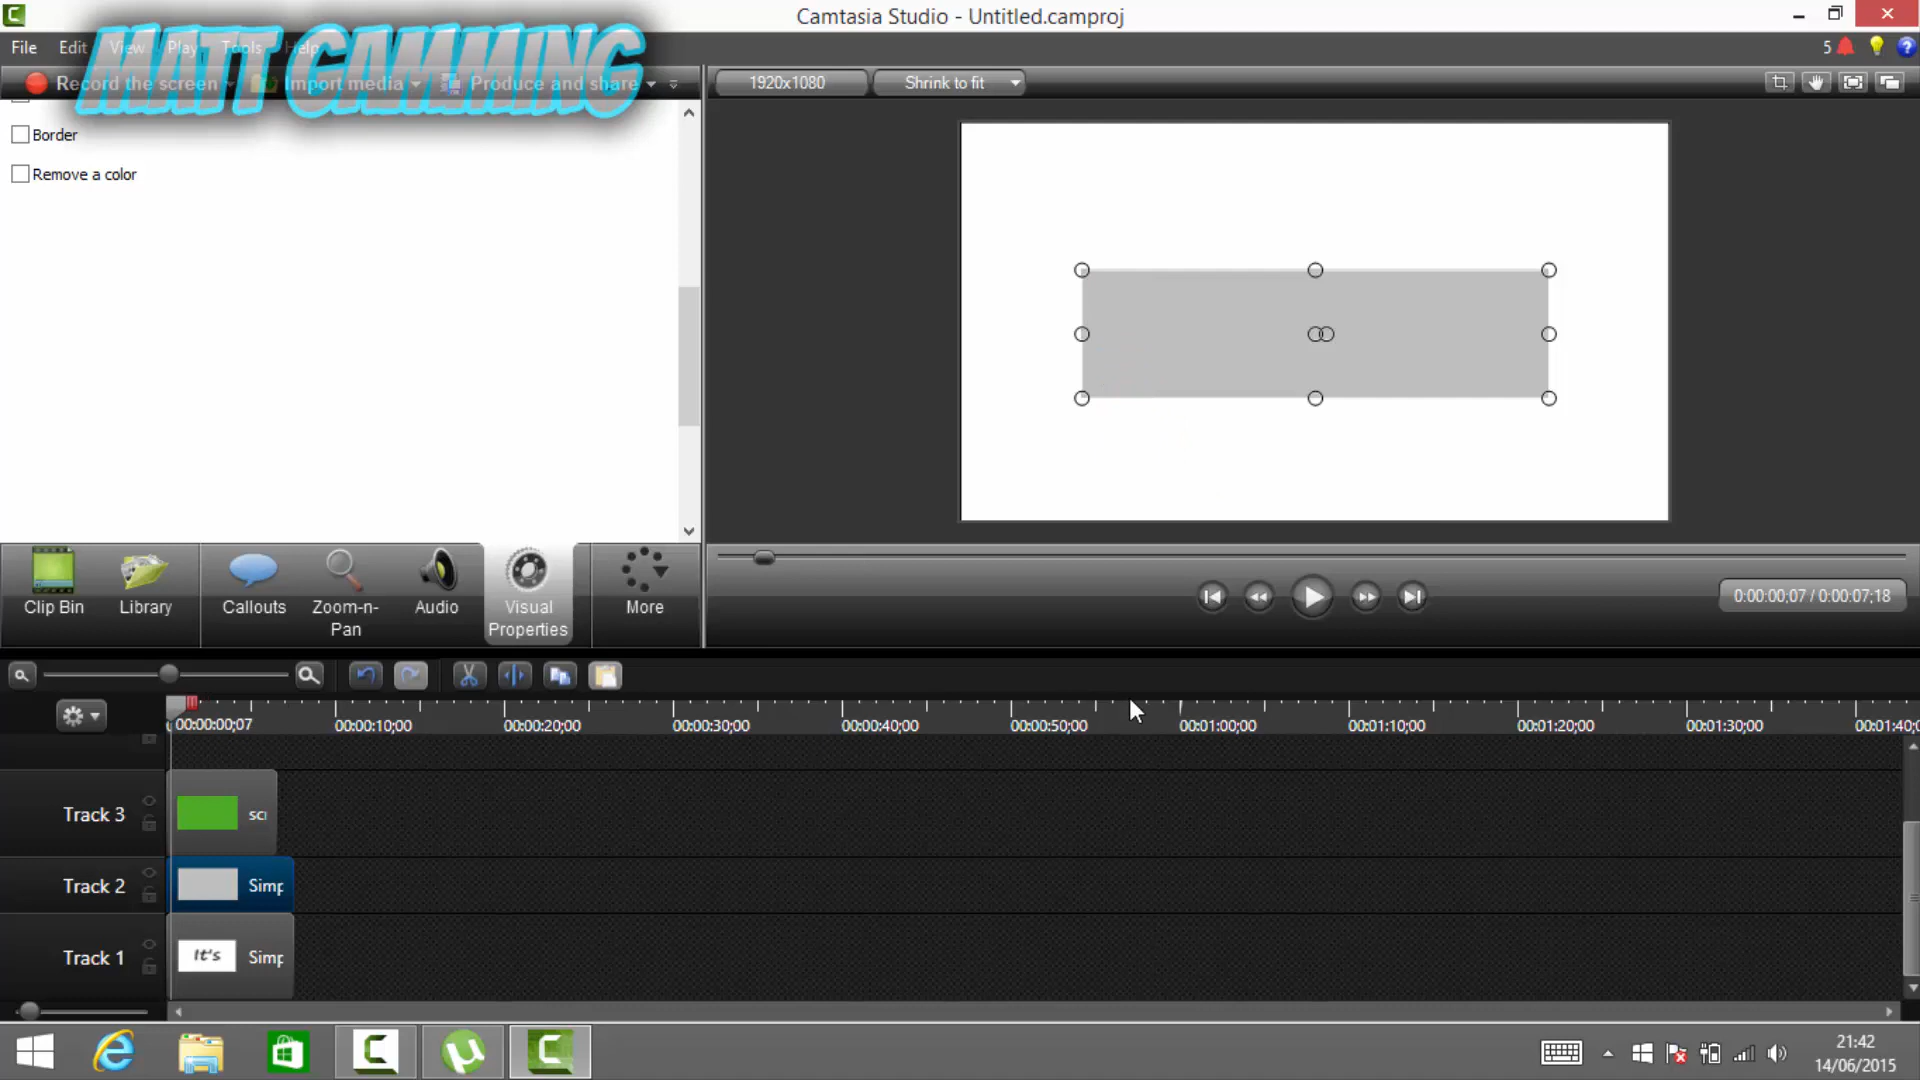 Camtasia Studio - Untitled.camproj
MATT GAMMING
File Edit View Play Tools Help
5
Record the screen Import media Produce and share
1920x1080 Shrink to fit
Border
Remove a color
Clip Bin Library Callouts Zoom-n-Pan Audio Visual Properties More
0:00:00;07 / 0:00:07;18
00:00:00;07 00:00:10;00 00:00:20;00 00:00:30;00 00:00:40;00 00:00:50;00 00:01:00;00 00:01:10;00 00:01:20;00 00:01:30;00 00:01:40;0
Track 3
Track 2 Simp
Track 1 It's Simp
21:42
14/06/2015